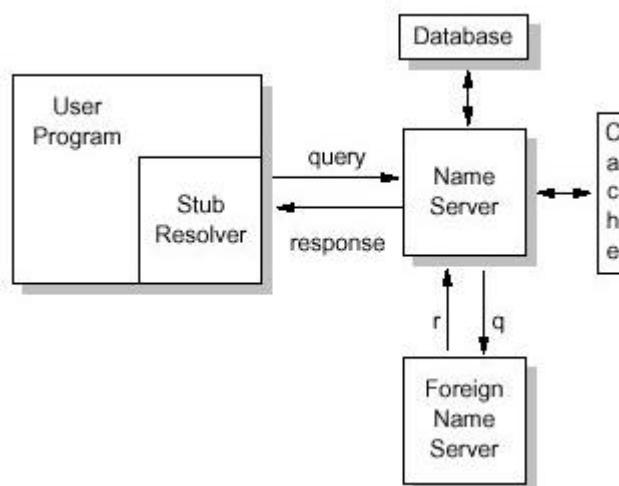 Database
User
Program
Stub
Resolver
query
response
Name
Server
C
a
c
h
e
r
q
Foreign
Name
Server